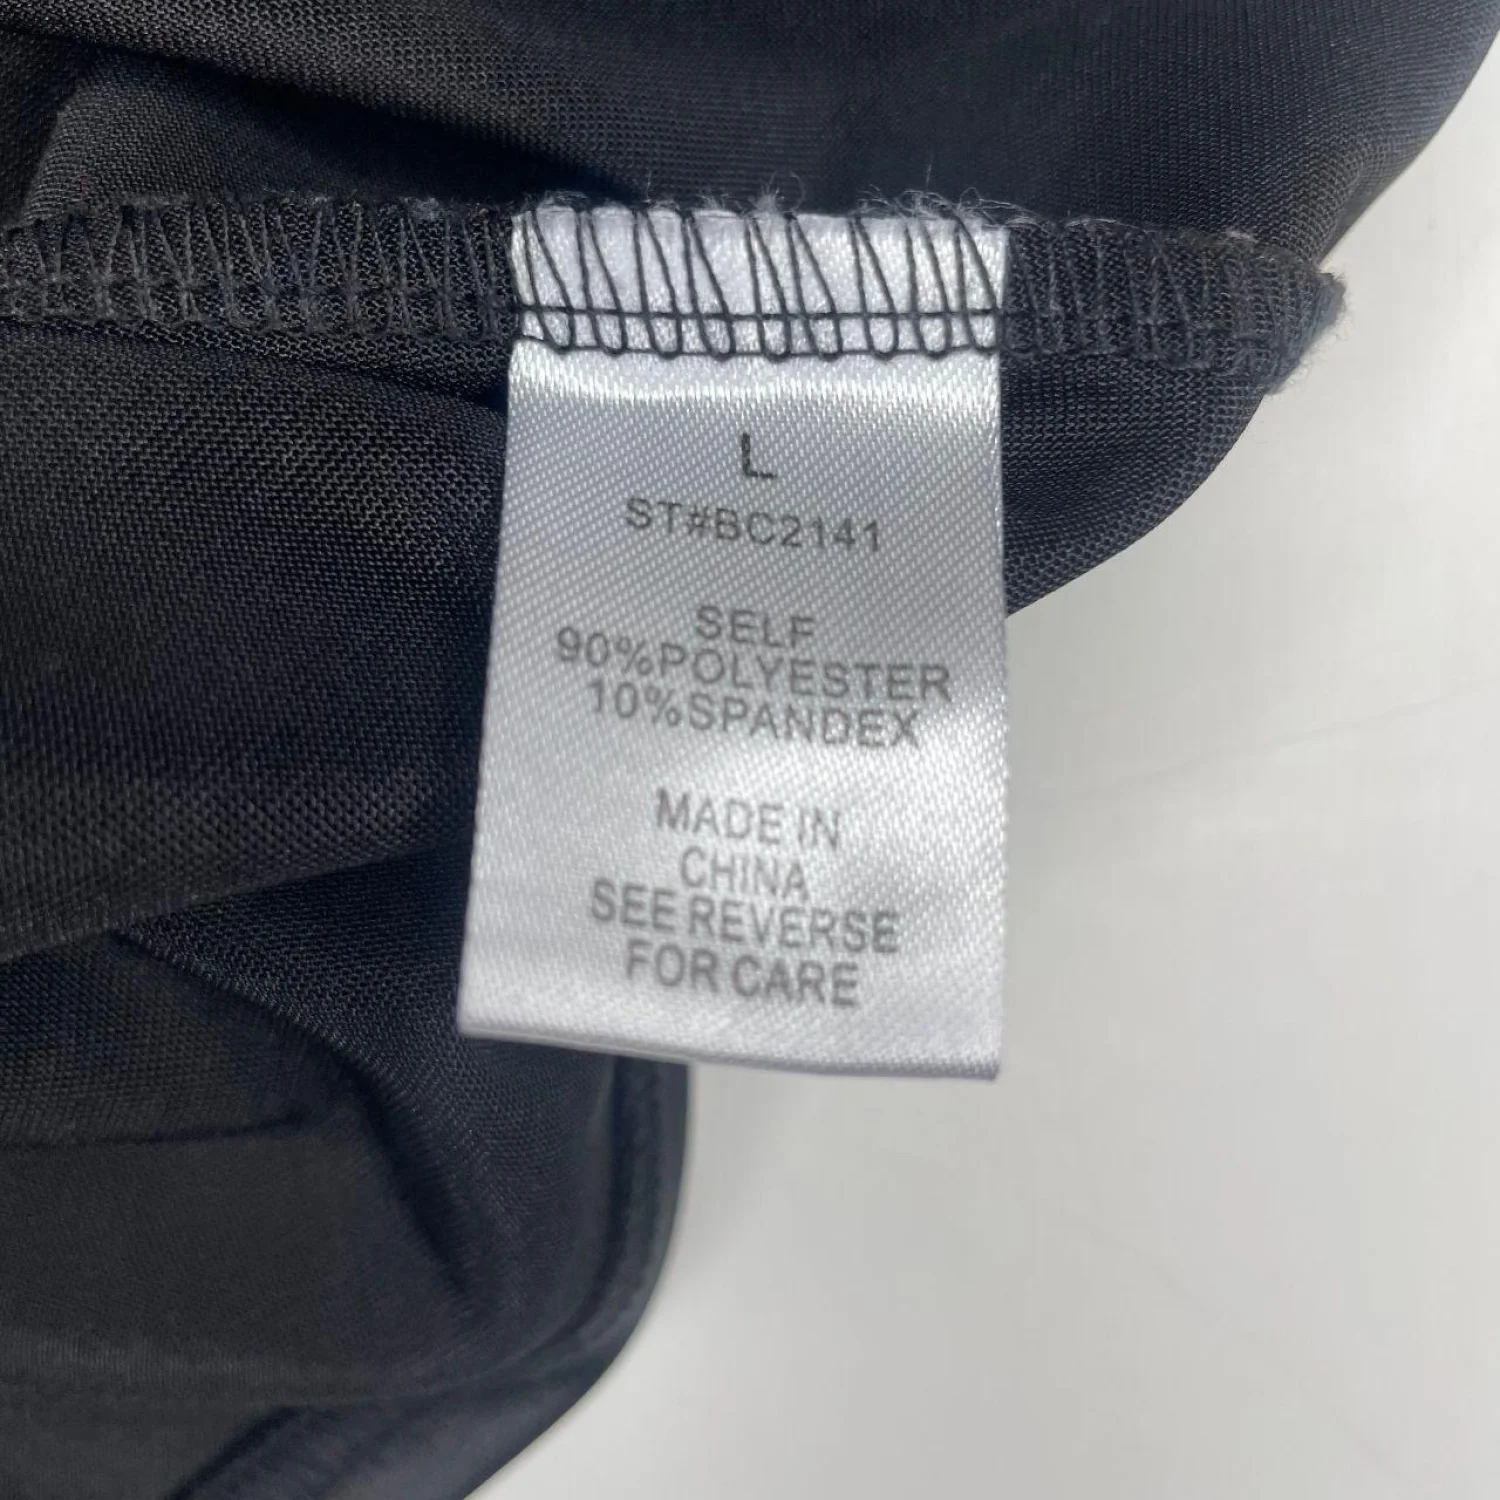 L
ST#BC2141
SELF
90%POLYESTER
10%SPANDEX
MADE IN
CHINA
SEE REVERSE
FOR CARE